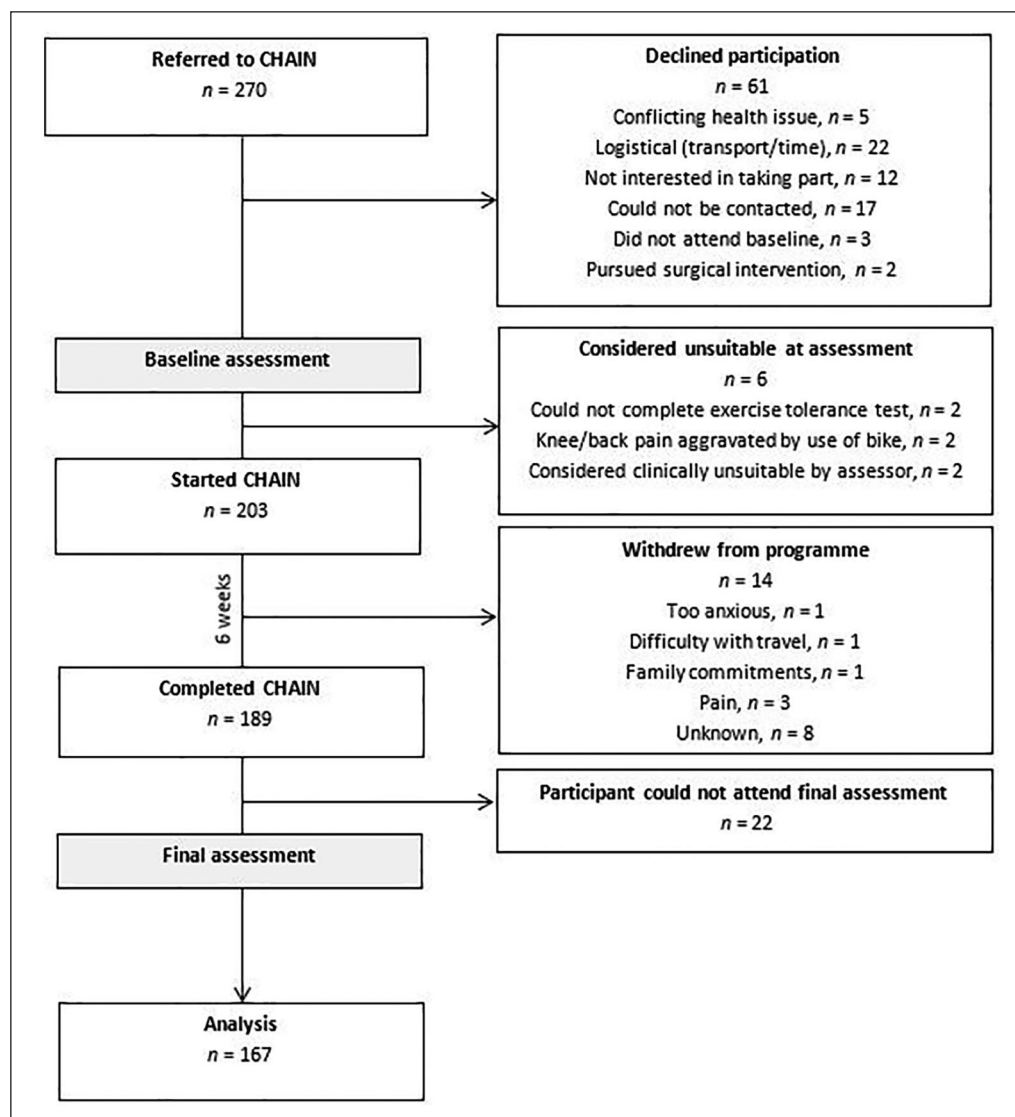 Referred to CHAIN
n = 270
Declined participation
n = 61
Conflicting health issue, n = 5
Logistical (transport/time), n = 22
Not interested in taking part, n = 12
Could not be contacted, n = 17
Did not attend baseline, n = 3
Pursued surgical intervention, n = 2
Baseline assessment
Considered unsuitable at assessment
n = 6
Could not complete exercise tolerance test, n = 2
Knee/back pain aggravated by use of bike, n = 2
Considered clinically unsuitable by assessor, n = 2
Started CHAIN
n = 203
6 weeks
Withdrew from programme
n = 14
Too anxious, n = 1
Difficulty with travel, n = 1
Family commitments, n = 1
Pain, n = 3
Unknown, n = 8
Completed CHAIN
n = 189
Participant could not attend final assessment
n = 22
Final assessment
Analysis
n = 167